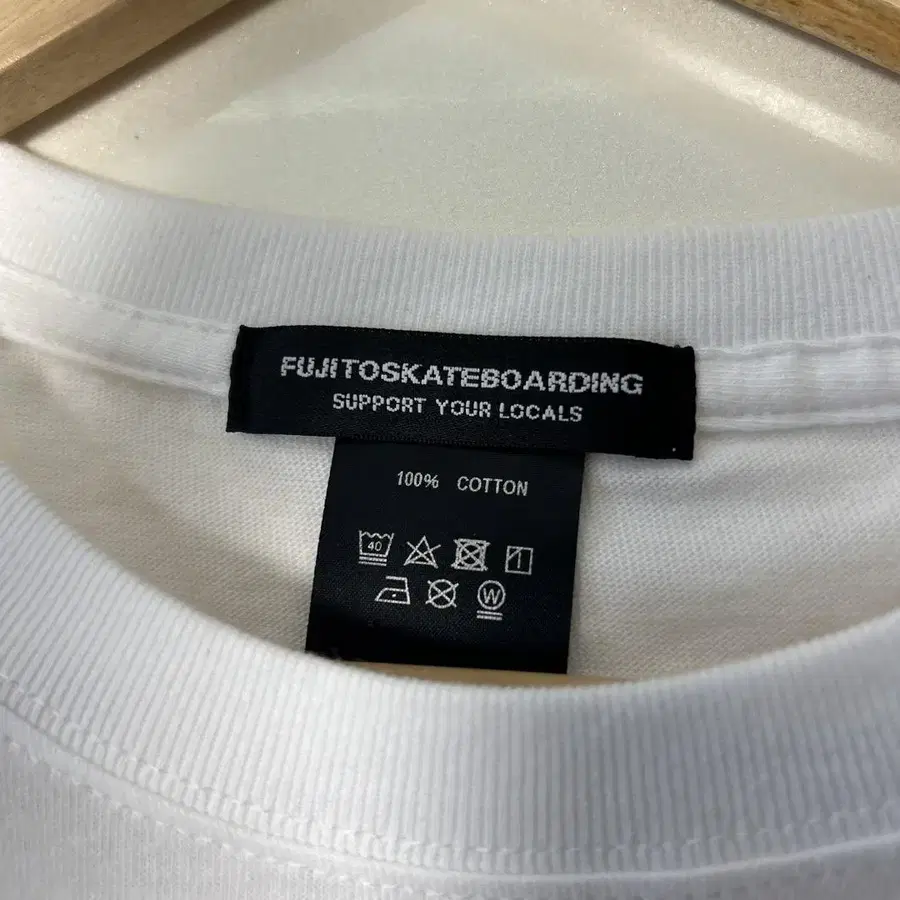 FUJITOSKATEBOARDING
SUPPORT YOUR LOCALS
100% COTTON
40
W